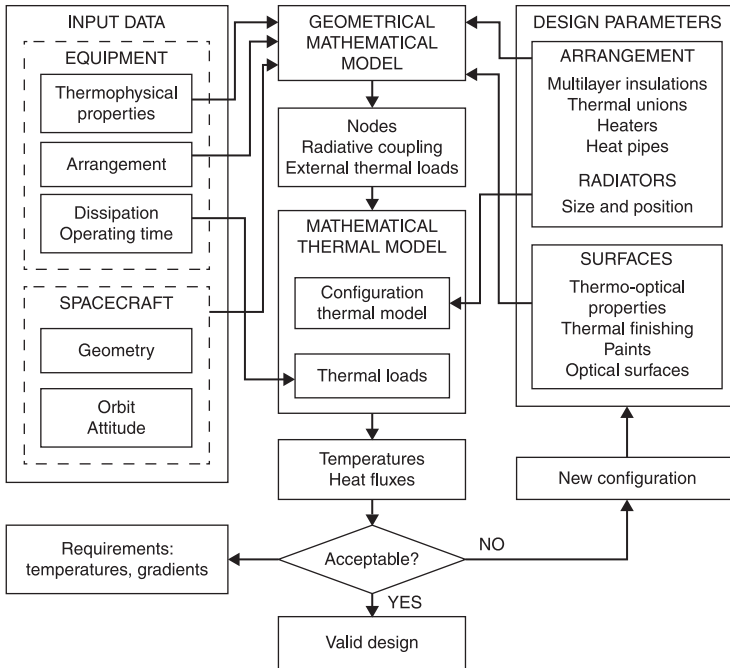 INPUT DATA
EQUIPMENT
Thermophysical
properties
Arrangement
Dissipation
Operating time
SPACECRAFT
Geometry
Orbit
Attitude
GEOMETRICAL
MATHEMATICAL
MODEL
Nodes
Radiative coupling
External thermal loads
MATHEMATICAL
THERMAL MODEL
Configuration
thermal model
Thermal loads
Temperatures
Heat fluxes
DESIGN PARAMETERS
ARRANGEMENT
Multilayer insulations
Thermal unions
Heaters
Heat pipes
RADIATORS
Size and position
SURFACES
Thermo-optical
properties
Thermal finishing
Paints
Optical surfaces
New configuration
Requirements:
temperatures, gradients
Acceptable?
NO
YES
Valid design